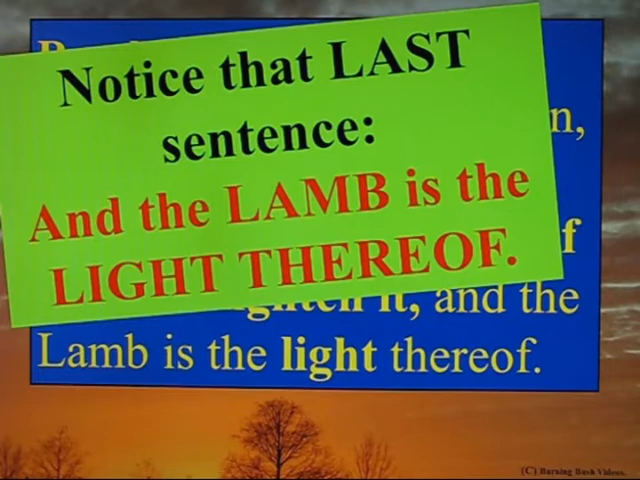 Notice that LAST
sentence:
And the LAMB is the
LIGHT THEREOF.
n,
f
it, and the
Lamb is the light thereof.
(C) Burning Bush Videos.